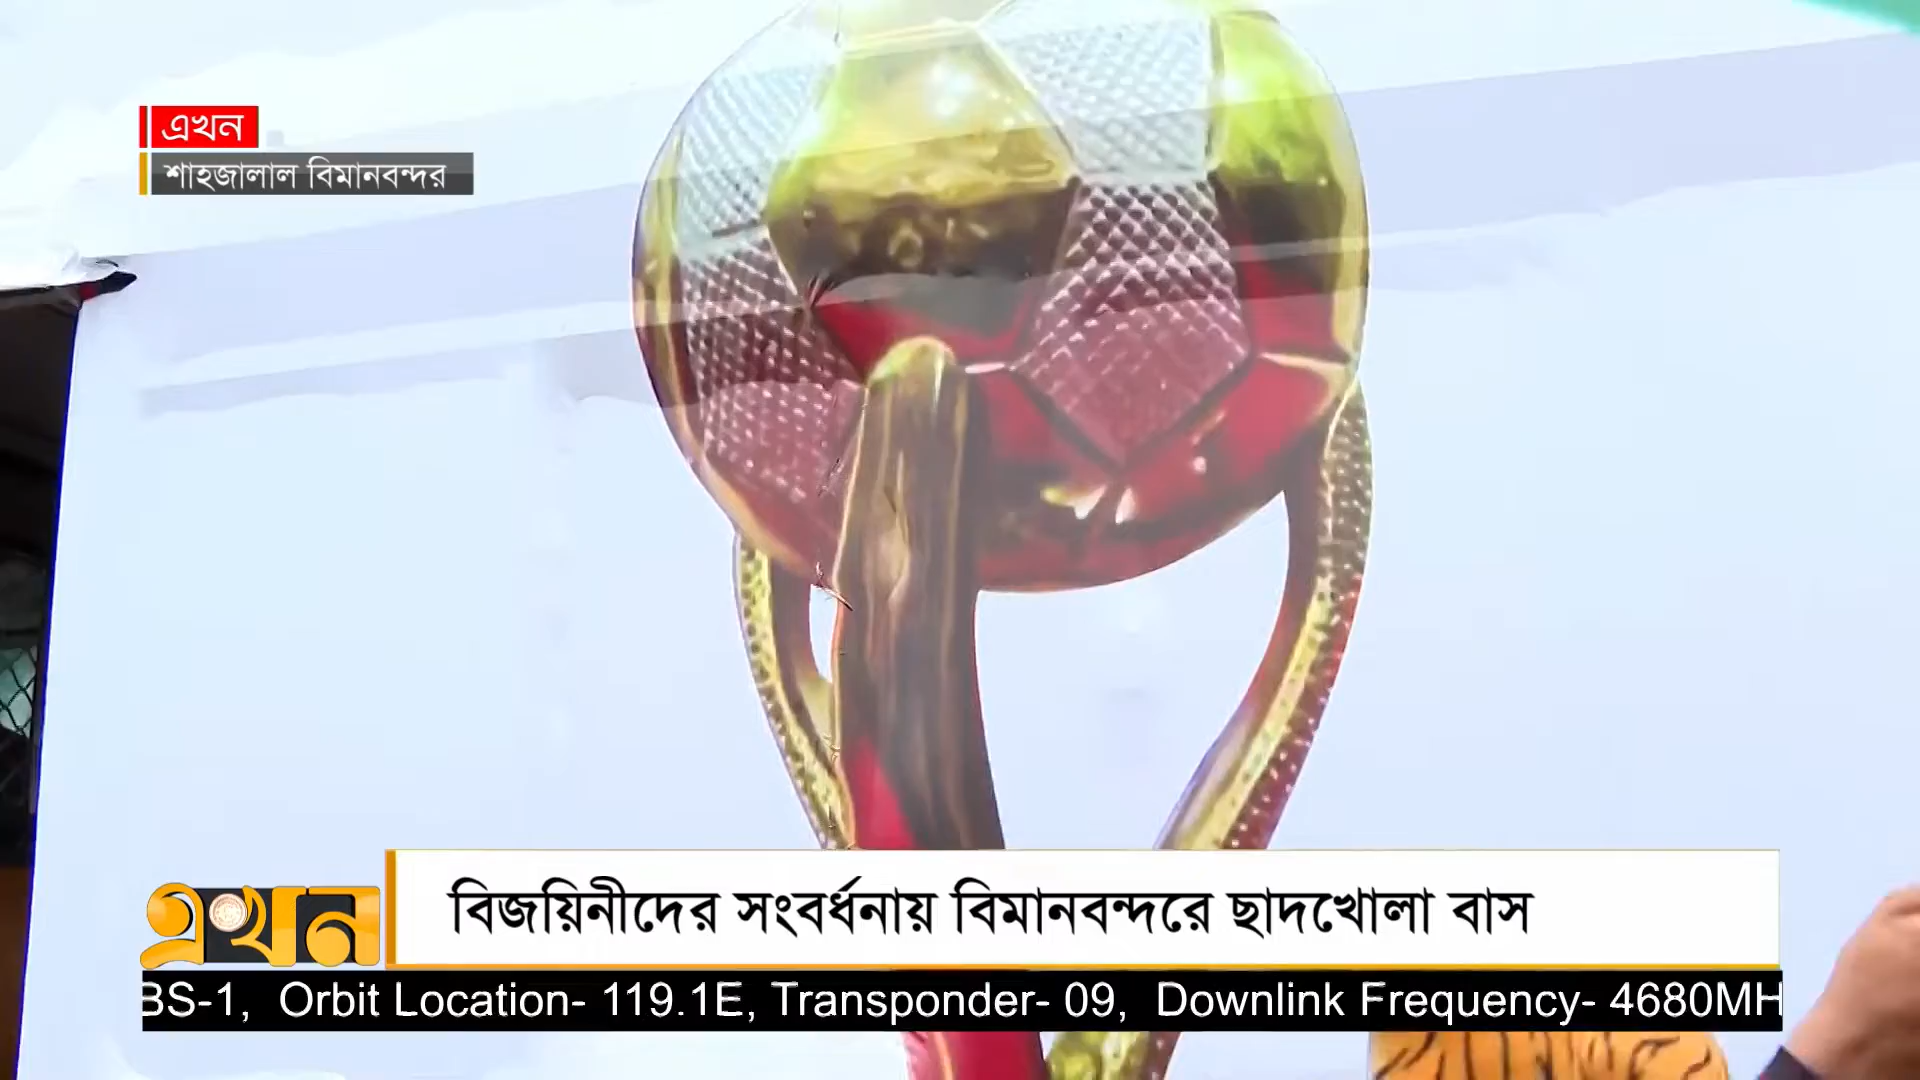 এখন
শাহজালাল বিমানবন্দর
এখন
বিজয়িনীদের সংবর্ধনায় বিমানবন্দরে ছাদখোলা বাস
BS-1, Orbit Location- 119.1E, Transponder- 09, Downlink Frequency- 4680MH